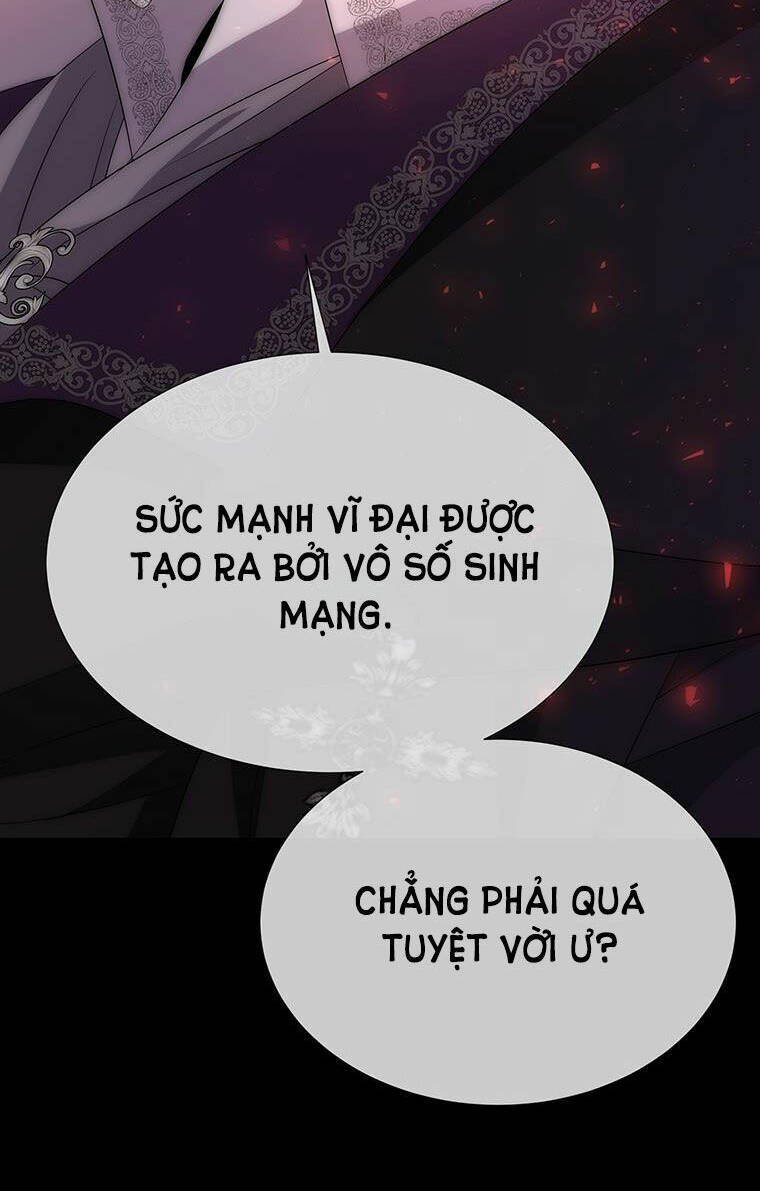 SỨC MẠNH VĨ ĐẠI ĐƯỢC
TẠO RA BỞI VÔ SỐ SINH
MẠNG.
CHẲNG PHẢI QUÁ
TUYỆT VỜI Ư?